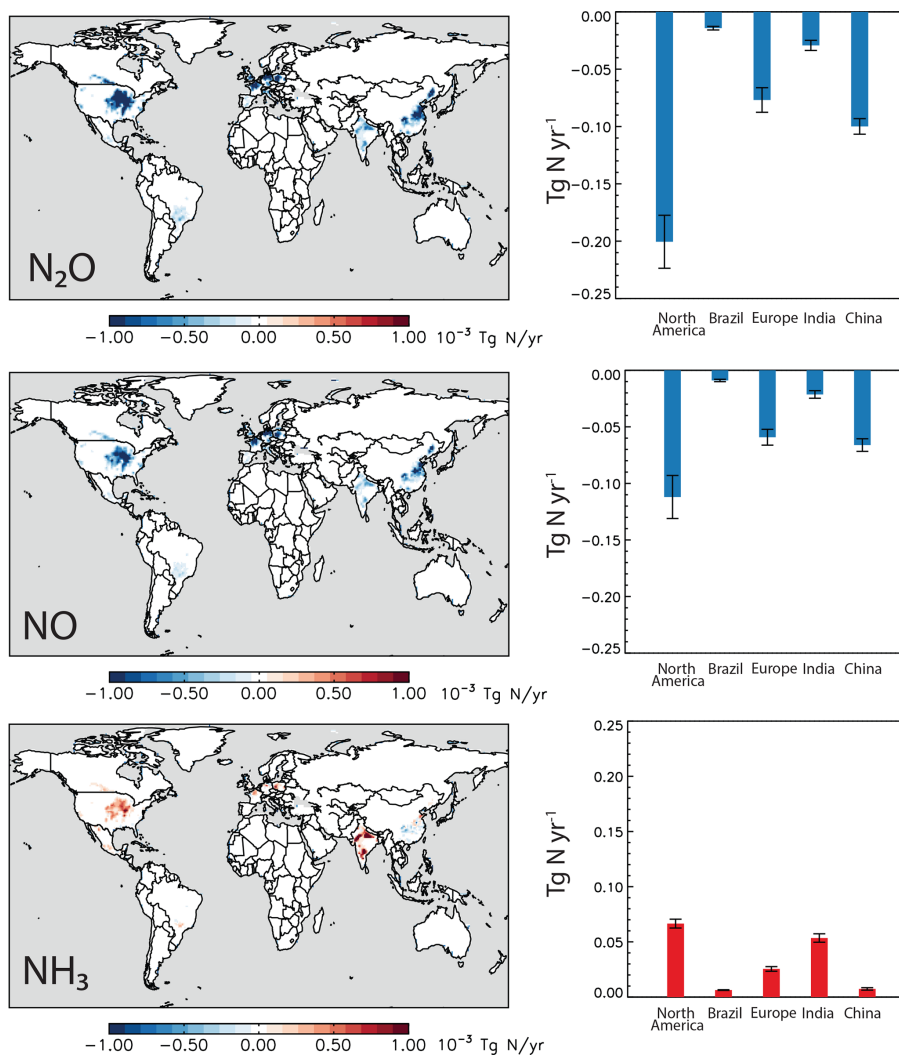 N₂O
−1.00 −0.50 0.00 0.50 1.00 10⁻³ Tg N/yr
Tg N yr⁻¹
0.00
−0.05
−0.10
−0.15
−0.20
−0.25
North America Brazil Europe India China
NO
−1.00 −0.50 0.00 0.50 1.00 10⁻³ Tg N/yr
Tg N yr⁻¹
0.00
−0.05
−0.10
−0.15
−0.20
−0.25
North America Brazil Europe India China
NH₃
−1.00 −0.50 0.00 0.50 1.00 10⁻³ Tg N/yr
Tg N yr⁻¹
0.25
0.20
0.15
0.10
0.05
0.00
North America Brazil Europe India China